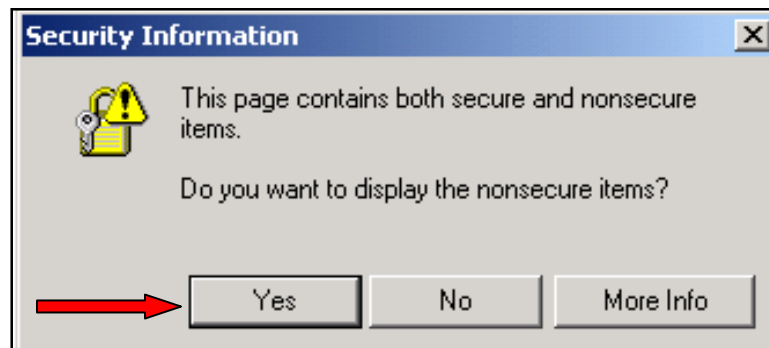 Security Information
This page contains both secure and nonsecure
items.
Do you want to display the nonsecure items?
Yes No More Info